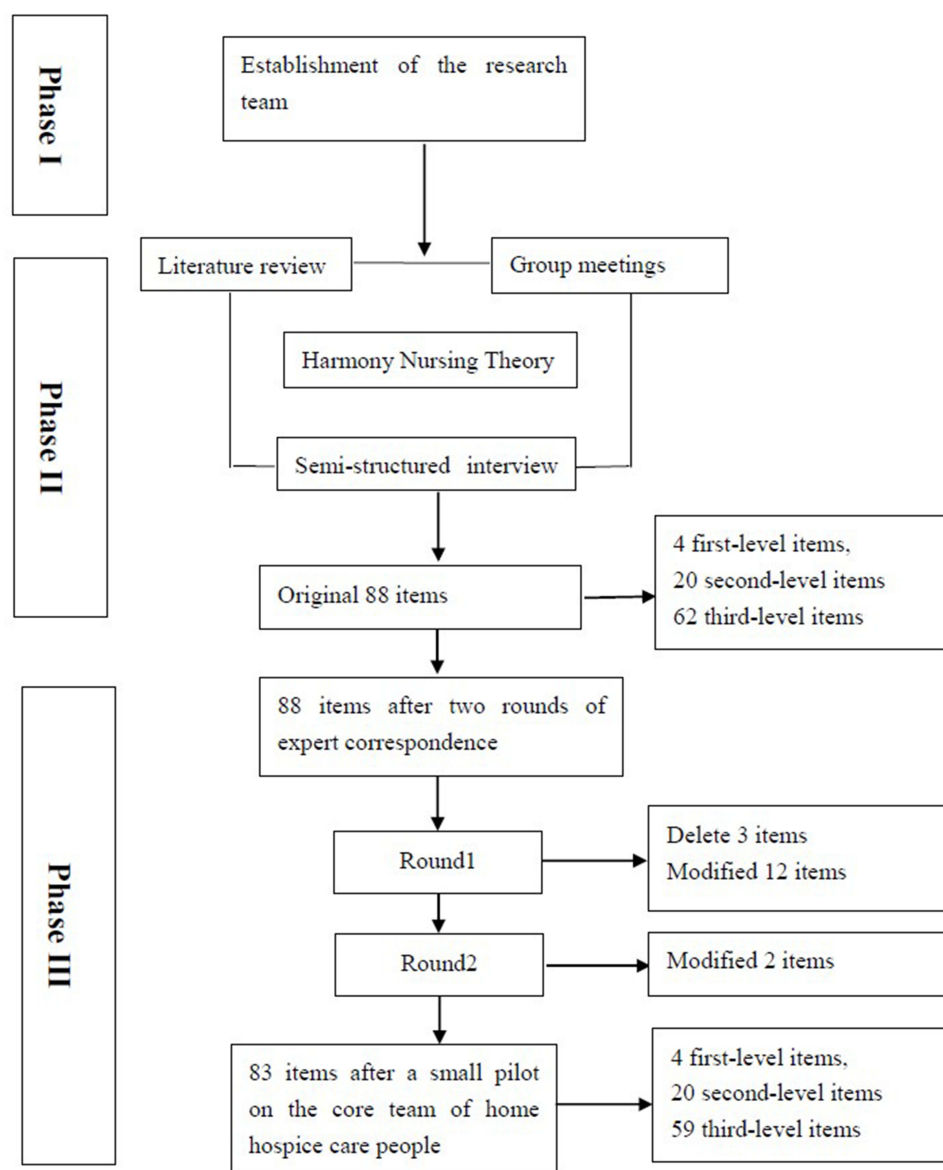 Phase I
Establishment of the research
team
Literature review
Group meetings
Phase II
Harmony Nursing Theory
Semi-structured interview
Original 88 items
4 first-level items,
20 second-level items
62 third-level items
Phase III
88 items after two rounds of
expert correspondence
Round1
Delete 3 items
Modified 12 items
Round2
Modified 2 items
83 items after a small pilot
on the core team of home
hospice care people
4 first-level items,
20 second-level items
59 third-level items